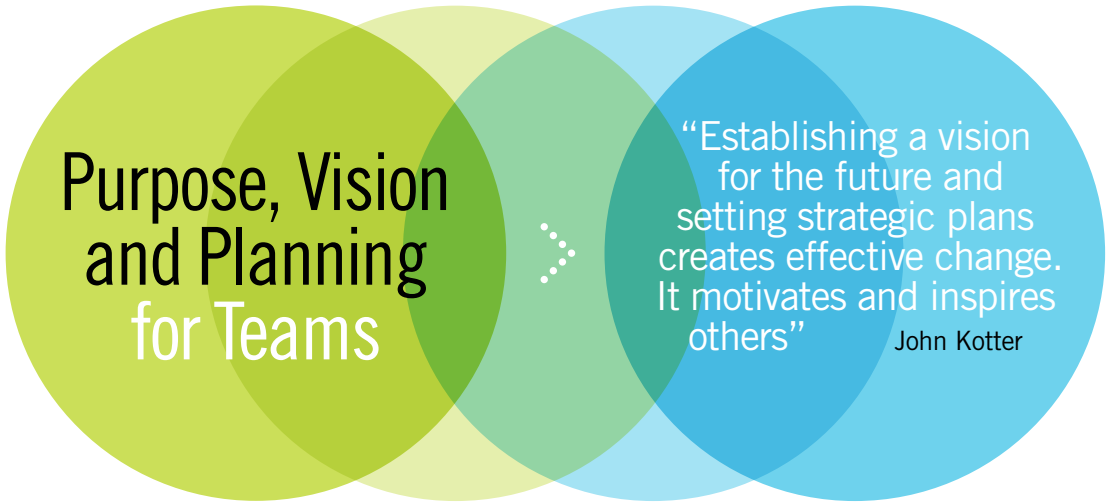 Purpose, Vision
and Planning
for Teams
“Establishing a vision
for the future and
setting strategic plans
creates effective change.
It motivates and inspires
others”
John Kotter